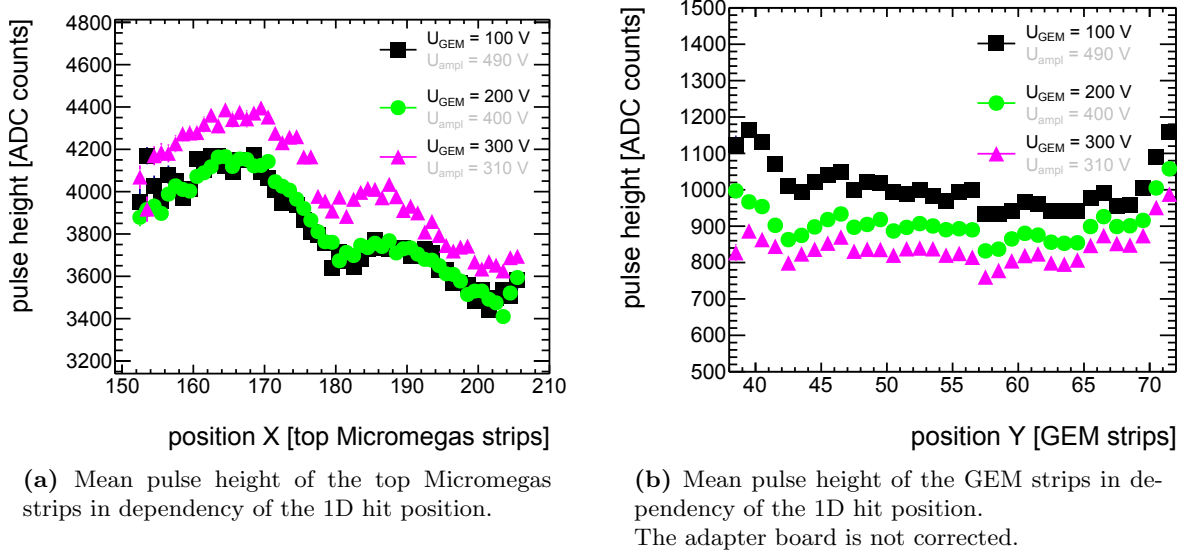 pulse height [ADC counts]
4800
4600
4400
4200
4000
3800
3600
3400
3200
150 160 170 180 190 200 210
position X [top Micromegas strips]
U_GEM = 100 V
U_ampl = 490 V
U_GEM = 200 V
U_ampl = 400 V
U_GEM = 300 V
U_ampl = 310 V
(a) Mean pulse height of the top Micromegas
strips in dependency of the 1D hit position.
pulse height [ADC counts]
1500
1400
1300
1200
1100
1000
900
800
700
600
500
40 45 50 55 60 65 70
position Y [GEM strips]
U_GEM = 100 V
U_ampl = 490 V
U_GEM = 200 V
U_ampl = 400 V
U_GEM = 300 V
U_ampl = 310 V
(b) Mean pulse height of the GEM strips in de-
pendency of the 1D hit position.
The adapter board is not corrected.